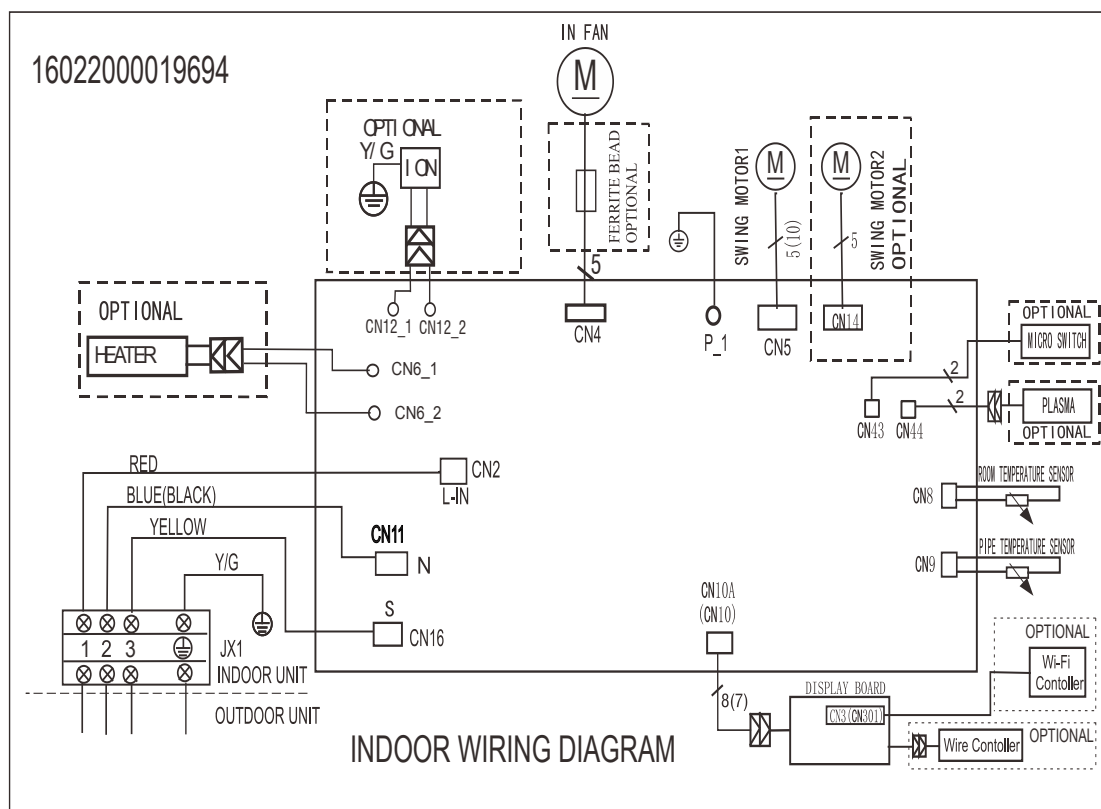 16022000019694
IN FAN
M
OPTIONAL
Y/G
ION
FERRITE BEAD
OPTIONAL
5
SWING MOTOR1
M
5(10)
M
5
SWING MOTOR2
OPTIONAL
OPTIONAL
HEATER
CN12_1
CN12_2
CN4
P_1
CN5
CN14
OPTIONAL
MICRO SWITCH
2
2
PLASMA
OPTIONAL
CN43
CN44
CN6_1
CN6_2
RED
CN2
L-IN
BLUE(BLACK)
CN11
N
YELLOW
Y/G
S
CN16
CN8
ROOM TEMPERATURE SENSOR
CN9
PIPE TEMPERATURE SENSOR
1 2 3
JX1
INDOOR UNIT
OUTDOOR UNIT
CN10A
(CN10)
8(7)
DISPLAY BOARD
CN3(CN301)
OPTIONAL
Wi-Fi
Contoller
OPTIONAL
Wire Contoller
INDOOR WIRING DIAGRAM